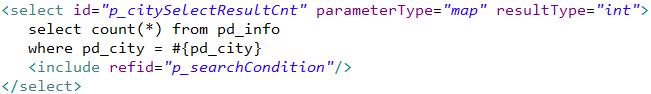 <select id="p_citySelectResultCnt" parameterType="map" resultType="int">
select count(*) from pd_info
where pd_city = #{pd_city}
<include refid="p_searchCondition"/>
</select>